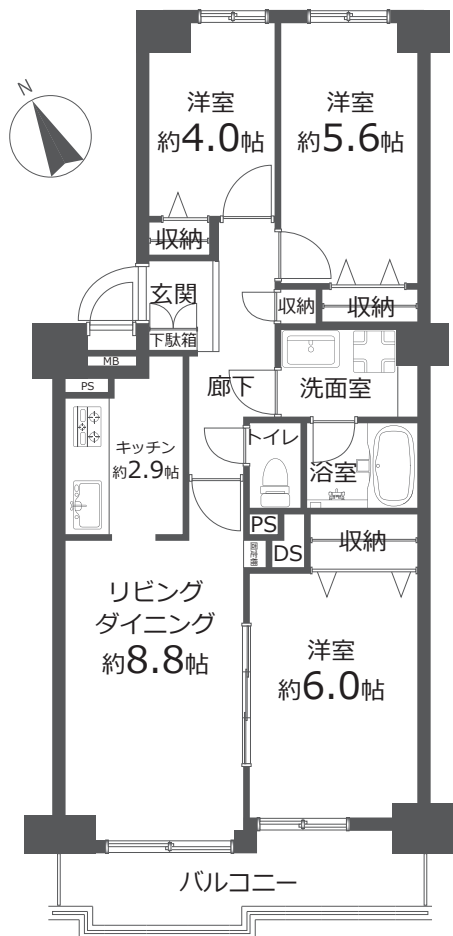 N
洋室
約4.0帖
洋室
約5.6帖
収納
玄関
下駄箱
収納
収納
MB
PS
廊下
洗面室
キッチン
約2.9帖
トイレ
浴室
PS
DS
固定棚
収納
リビング
ダイニング
約8.8帖
洋室
約6.0帖
バルコニー